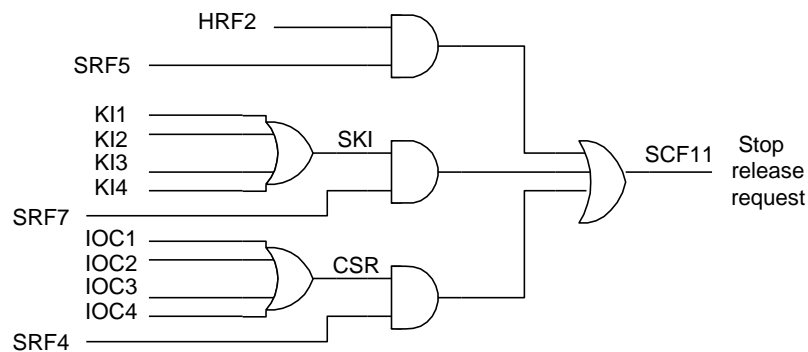 HRF2
SRF5
KI1
KI2
KI3
KI4
SKI
SRF7
IOC1
IOC2
IOC3
IOC4
CSR
SRF4
SCF11
Stop
release
request